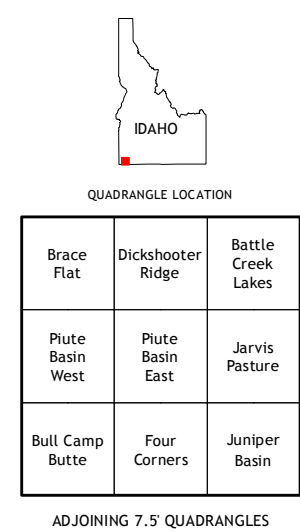 IDAHO
QUADRANGLE LOCATION
Brace
Flat
Dickshooter
Ridge
Battle
Creek
Lakes
Piute
Basin
West
Piute
Basin
East
Jarvis
Pasture
Bull Camp
Butte
Four
Corners
Juniper
Basin
ADJOINING 7.5' QUADRANGLES